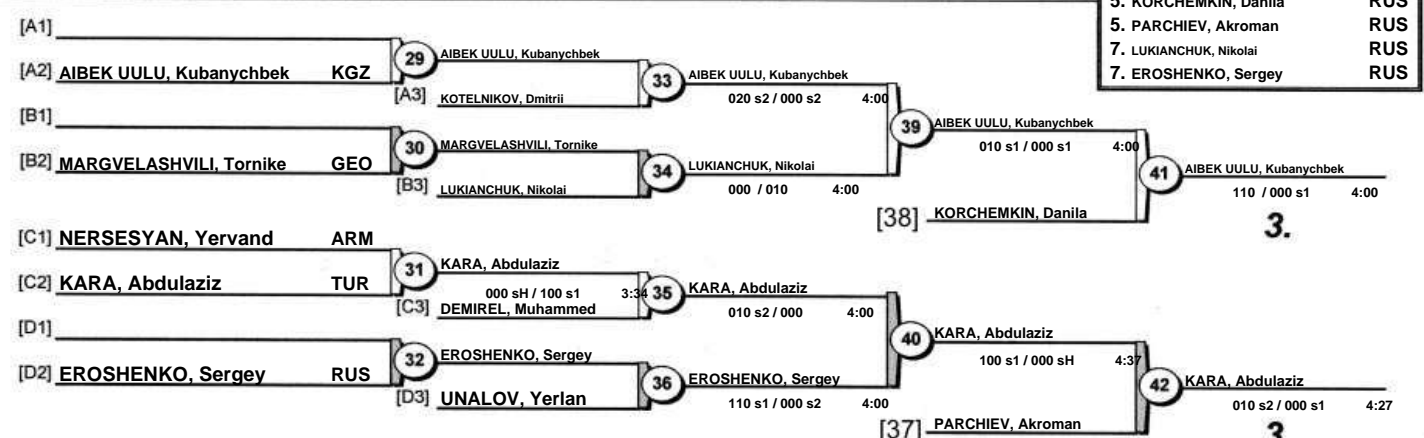 5. KORCHEMKIN, Danila RUS
5. PARCHIEV, Akroman RUS
7. LUKIANCHUK, Nikolai RUS
7. EROSHENKO, Sergey RUS
[A1]
[A2] AIBEK UULU, Kubanychbek KGZ
29
AIBEK UULU, Kubanychbek
[A3] KOTELNIKOV, Dmitrii
33
AIBEK UULU, Kubanychbek
020 s2 / 000 s2 4:00
[B1]
[B2] MARGVELASHVILI, Tornike GEO
30
MARGVELASHVILI, Tornike
[B3] LUKIANCHUK, Nikolai
34
LUKIANCHUK, Nikolai
000 / 010 4:00
39
AIBEK UULU, Kubanychbek
010 s1 / 000 s1 4:00
[38] KORCHEMKIN, Danila
41
AIBEK UULU, Kubanychbek
110 / 000 s1 4:00
3.
[C1] NERSESYAN, Yervand ARM
[C2] KARA, Abdulaziz TUR
31
KARA, Abdulaziz
000 sH / 100 s1 3:34
[C3] DEMIREL, Muhammed
35
KARA, Abdulaziz
010 s2 / 000 4:00
[D1]
[D2] EROSHENKO, Sergey RUS
32
EROSHENKO, Sergey
[D3] UNALOV, Yerlan
36
EROSHENKO, Sergey
110 s1 / 000 s2 4:00
40
KARA, Abdulaziz
100 s1 / 000 sH 4:37
[37] PARCHIEV, Akroman
42
KARA, Abdulaziz
010 s2 / 000 s1 4:27
3